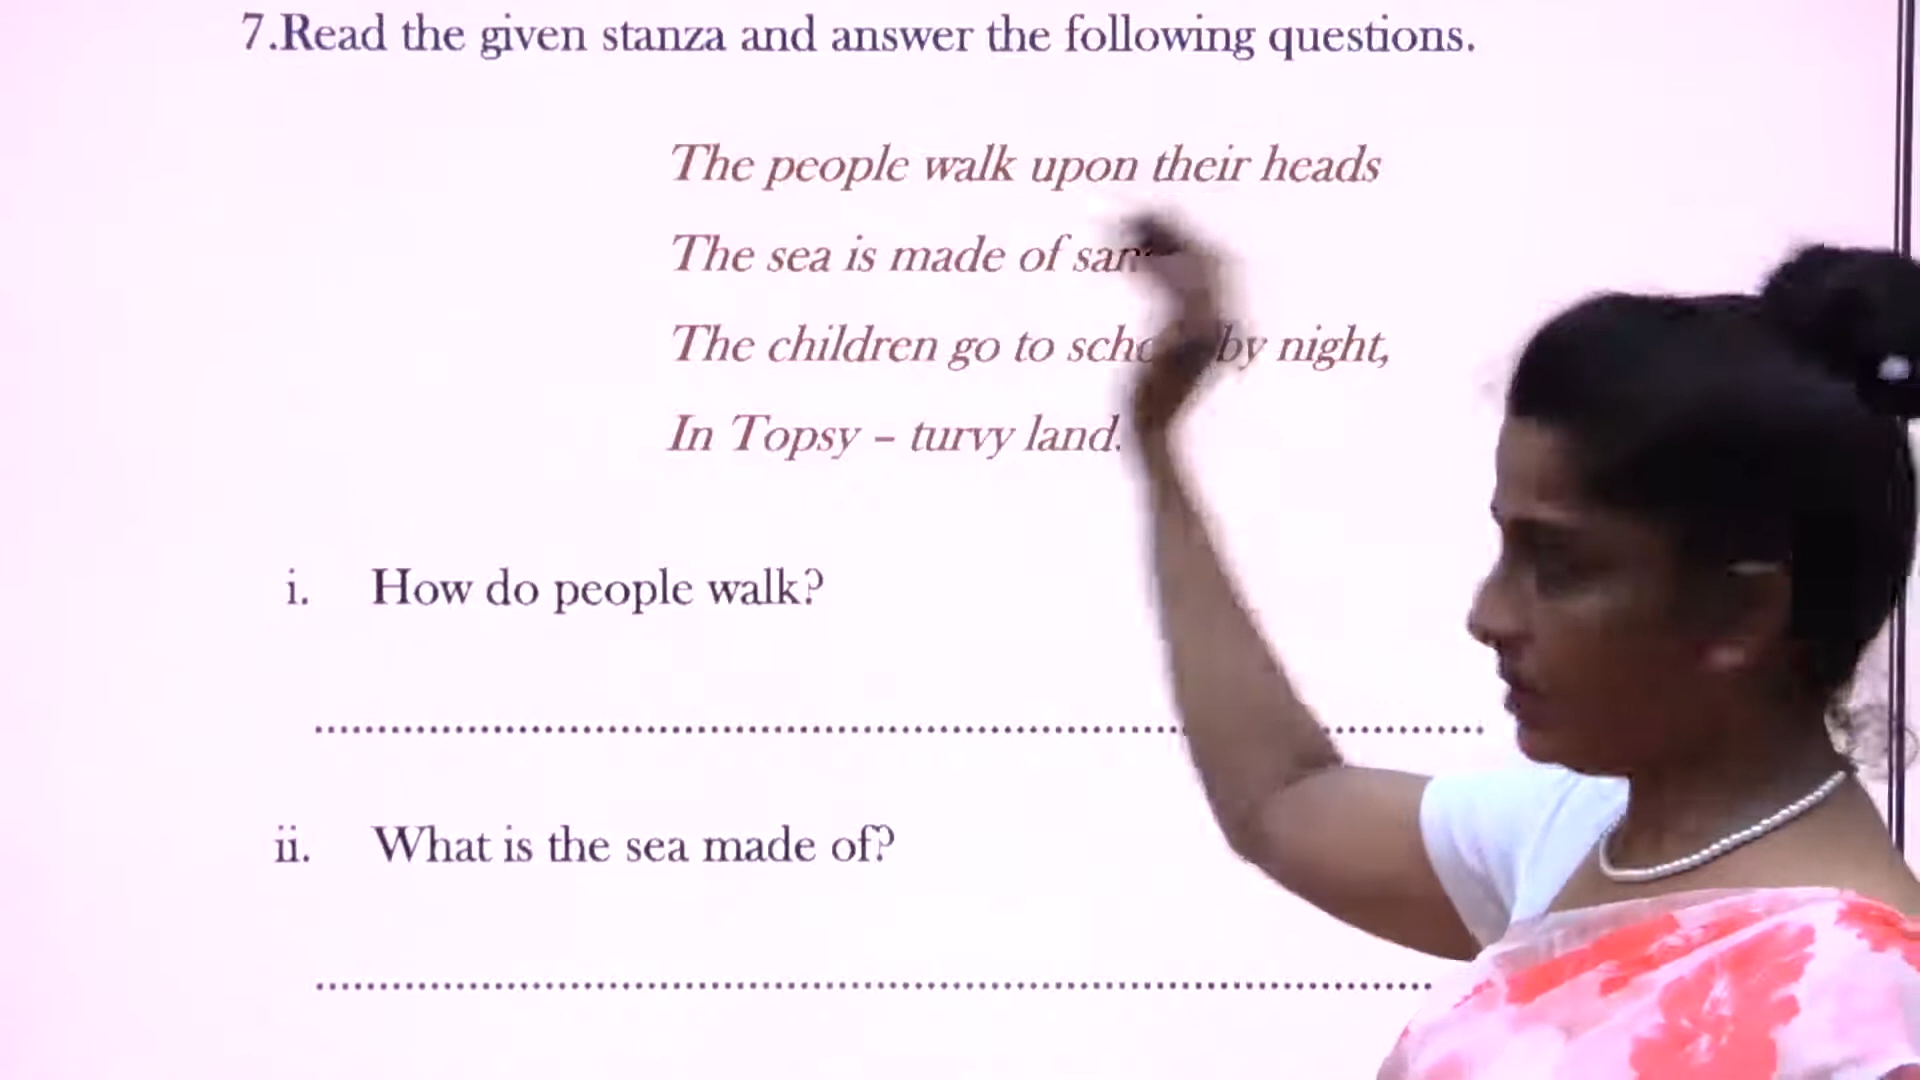 7.Read the given stanza and answer the following questions.
The people walk upon their heads
The sea is made of
The children go to by night,
In Topsy – turvy land.
i. How do people walk?
ii. What is the sea made of?